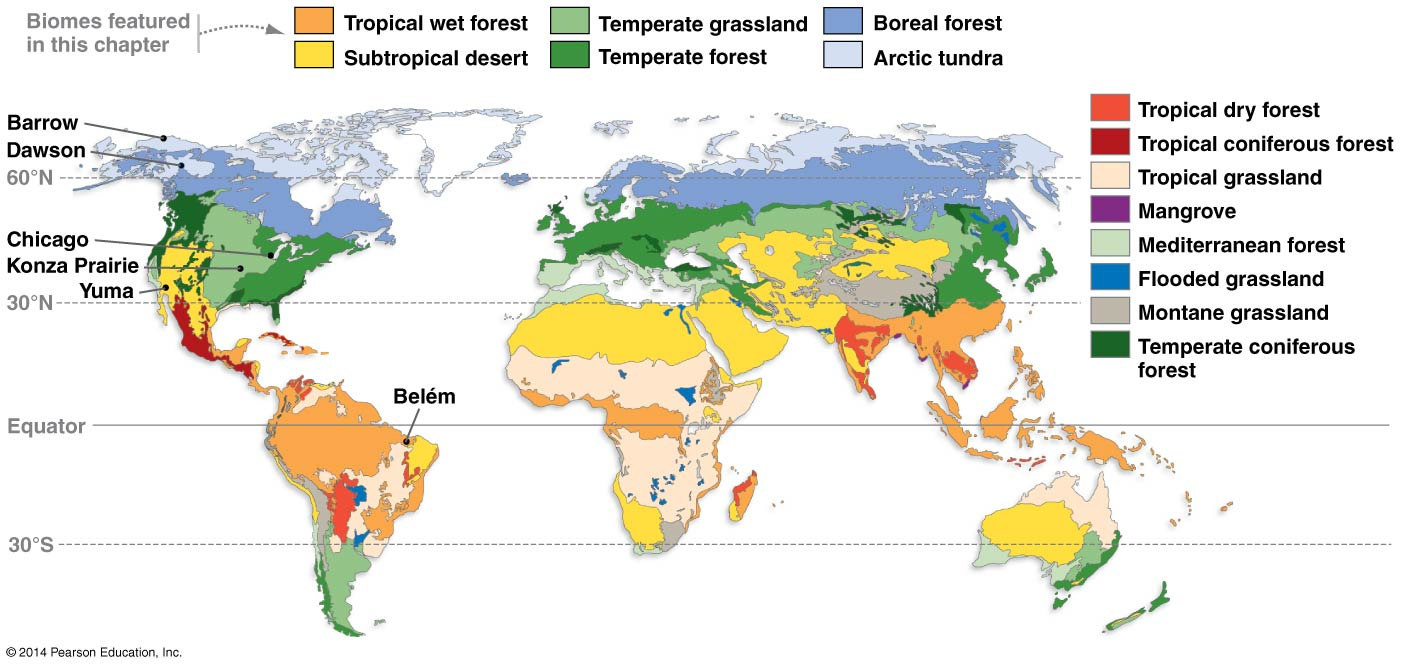 Biomes featured
in this chapter
Tropical wet forest
Subtropical desert
Temperate grassland
Temperate forest
Boreal forest
Arctic tundra
Tropical dry forest
Tropical coniferous forest
Tropical grassland
Mangrove
Mediterranean forest
Flooded grassland
Montane grassland
Temperate coniferous
forest
Barrow
Dawson
60°N
Chicago
Konza Prairie
Yuma
30°N
Belém
Equator
30°S
© 2014 Pearson Education, Inc.